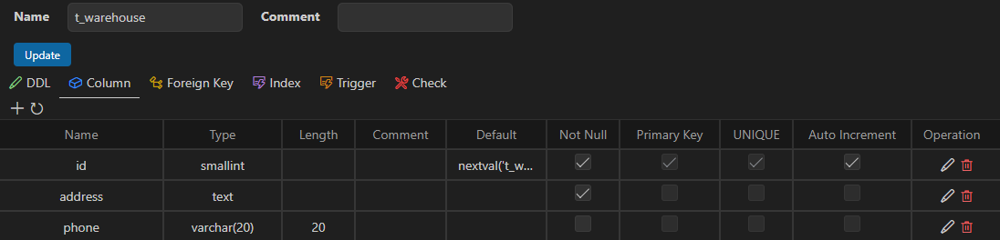 Name t_warehouse Comment
Update
DDL Column Foreign Key Index Trigger Check
Name Type Length Comment Default Not Null Primary Key UNIQUE Auto Increment Operation
id smallint nextval('t_w...
address text
phone varchar(20) 20